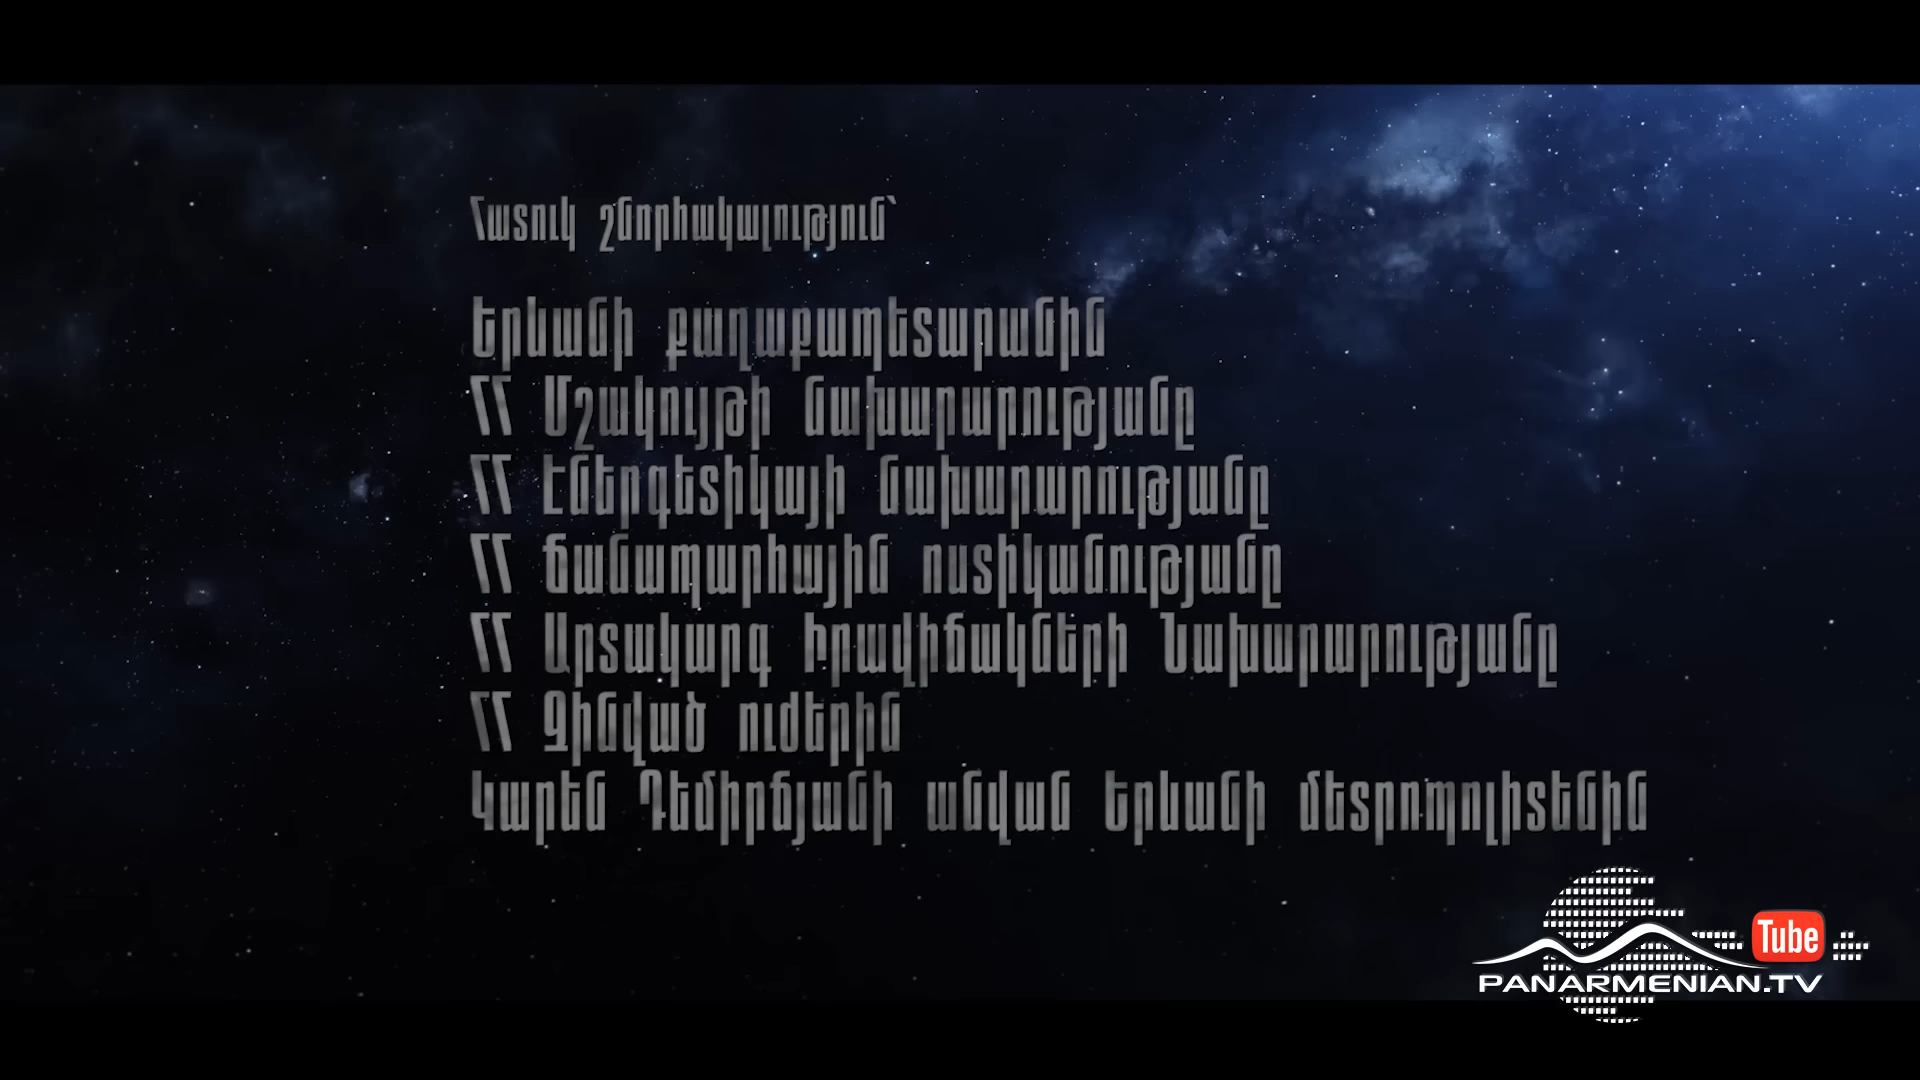 Հատուկ շնորհակալություն՝
Երևանի քաղաքապետարանին
ՀՀ Մշակույթի նախարարությանը
ՀՀ Էներգետիկայի նախարարությանը
ՀՀ Ճանապարհային ոստիկանությանը
ՀՀ Արտակարգ Իրավիճակների Նախարարությանը
ՀՀ Զինված ուժերին
Կարեն Դեմիրճյանի անվան Երևանի մետրոպոլիտենին
Tube
PANARMENIAN.TV